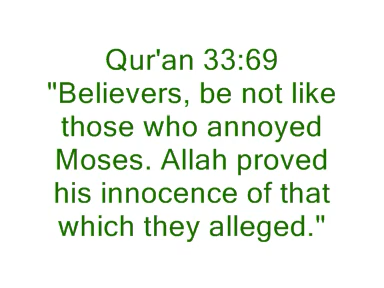 Qur'an 33:69
"Believers, be not like
those who annoyed
Moses. Allah proved
his innocence of that
which they alleged."